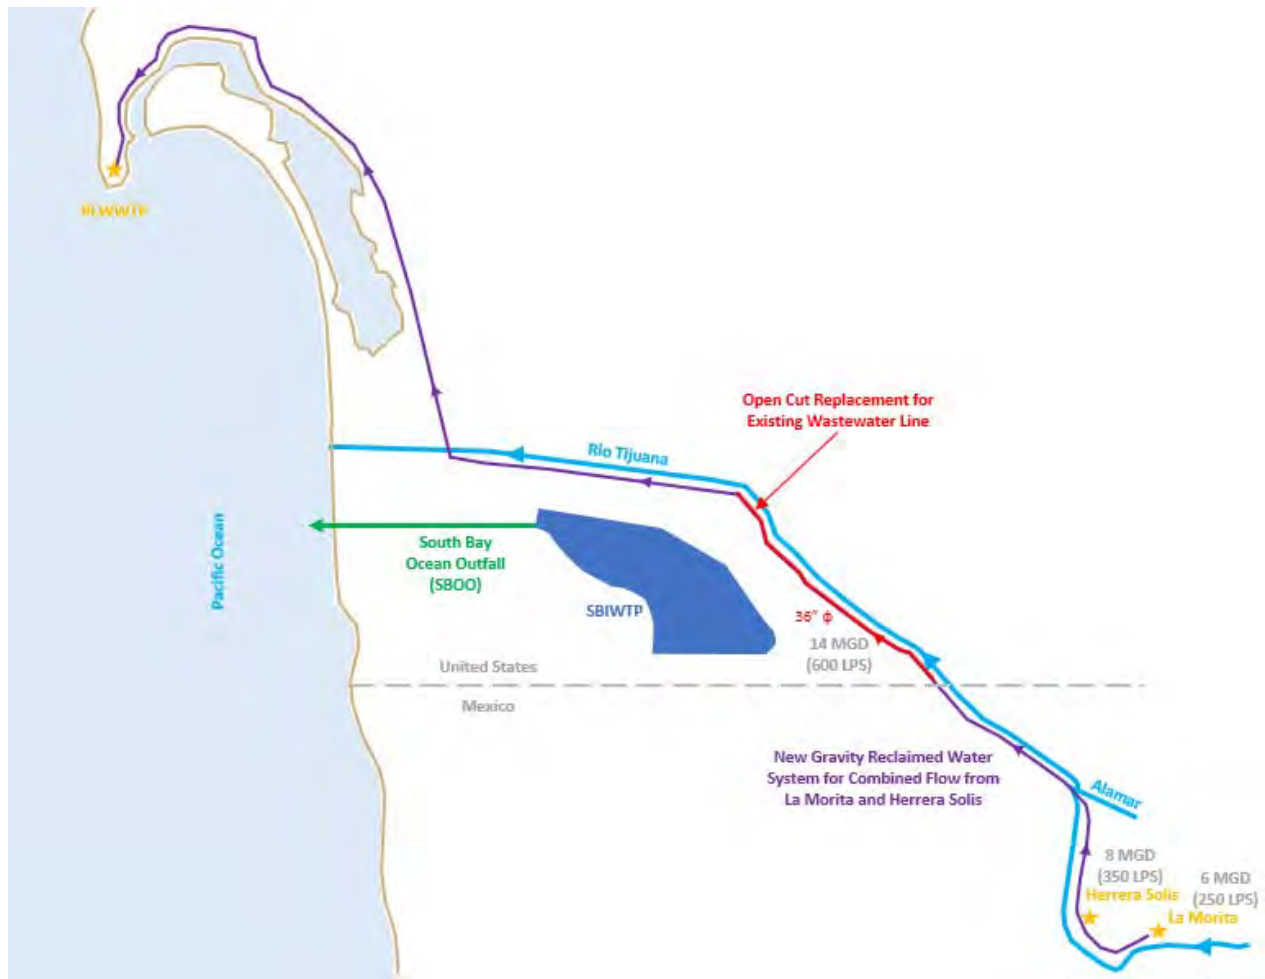 PLWWTP
Open Cut Replacement for
Existing Wastewater Line
Rio Tijuana
Pacific Ocean
South Bay
Ocean Outfall
(SBOO)
SBIWTP
36" ϕ
14 MGD
(600 LPS)
United States
Mexico
New Gravity Reclaimed Water
System for Combined Flow from
La Morita and Herrera Solis
Alamar
8 MGD
(350 LPS)
Herrera Solis
6 MGD
(250 LPS)
La Morita